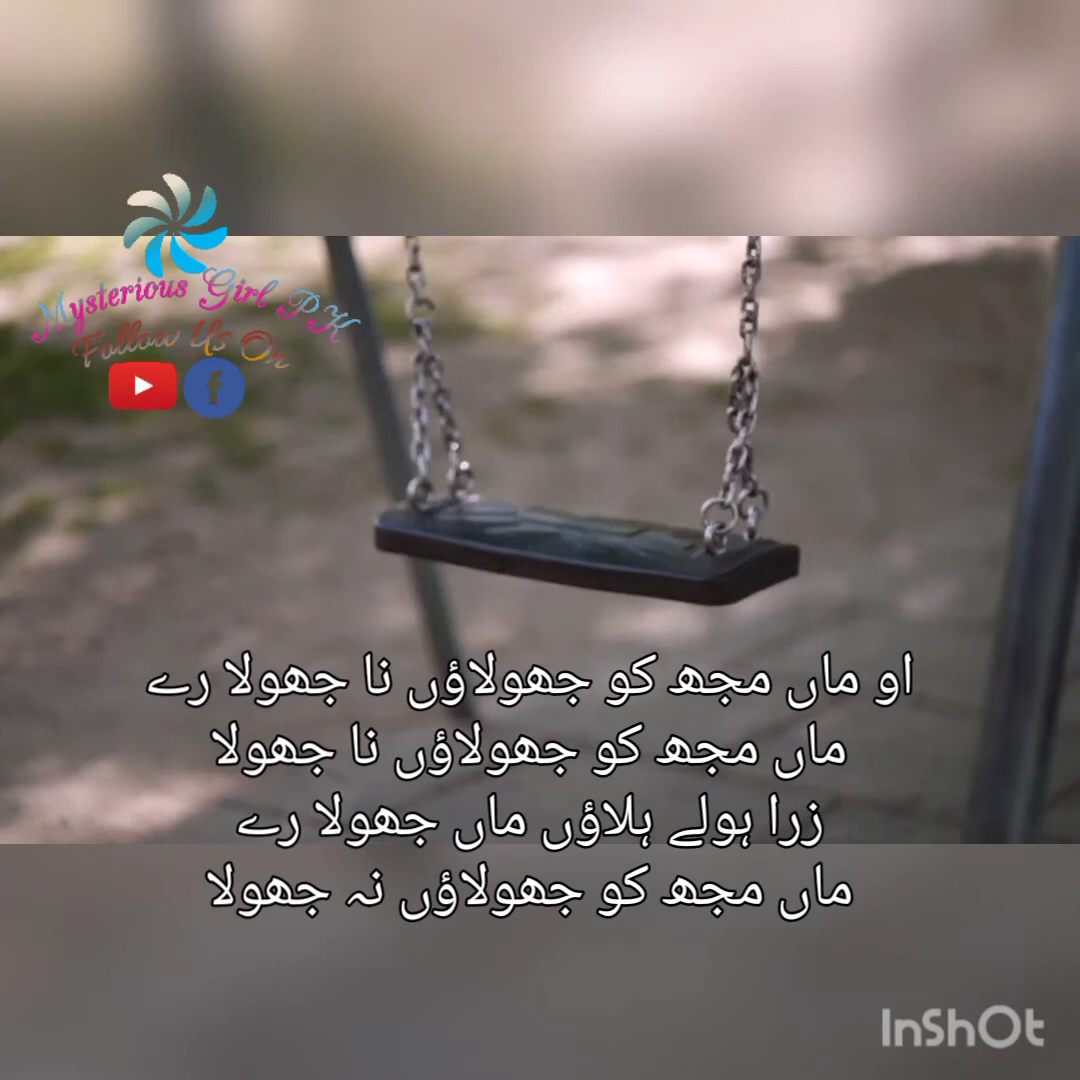 Mysterious Girl PK
Follow Us On
او ماں مجھ کو جھولاؤں نا جھولا رے
ماں مجھ کو جھولاؤں نا جھولا
زرا ہولے ہلاؤں ماں جھولا رے
ماں مجھ کو جھولاؤں نہ جھولا
InShOt